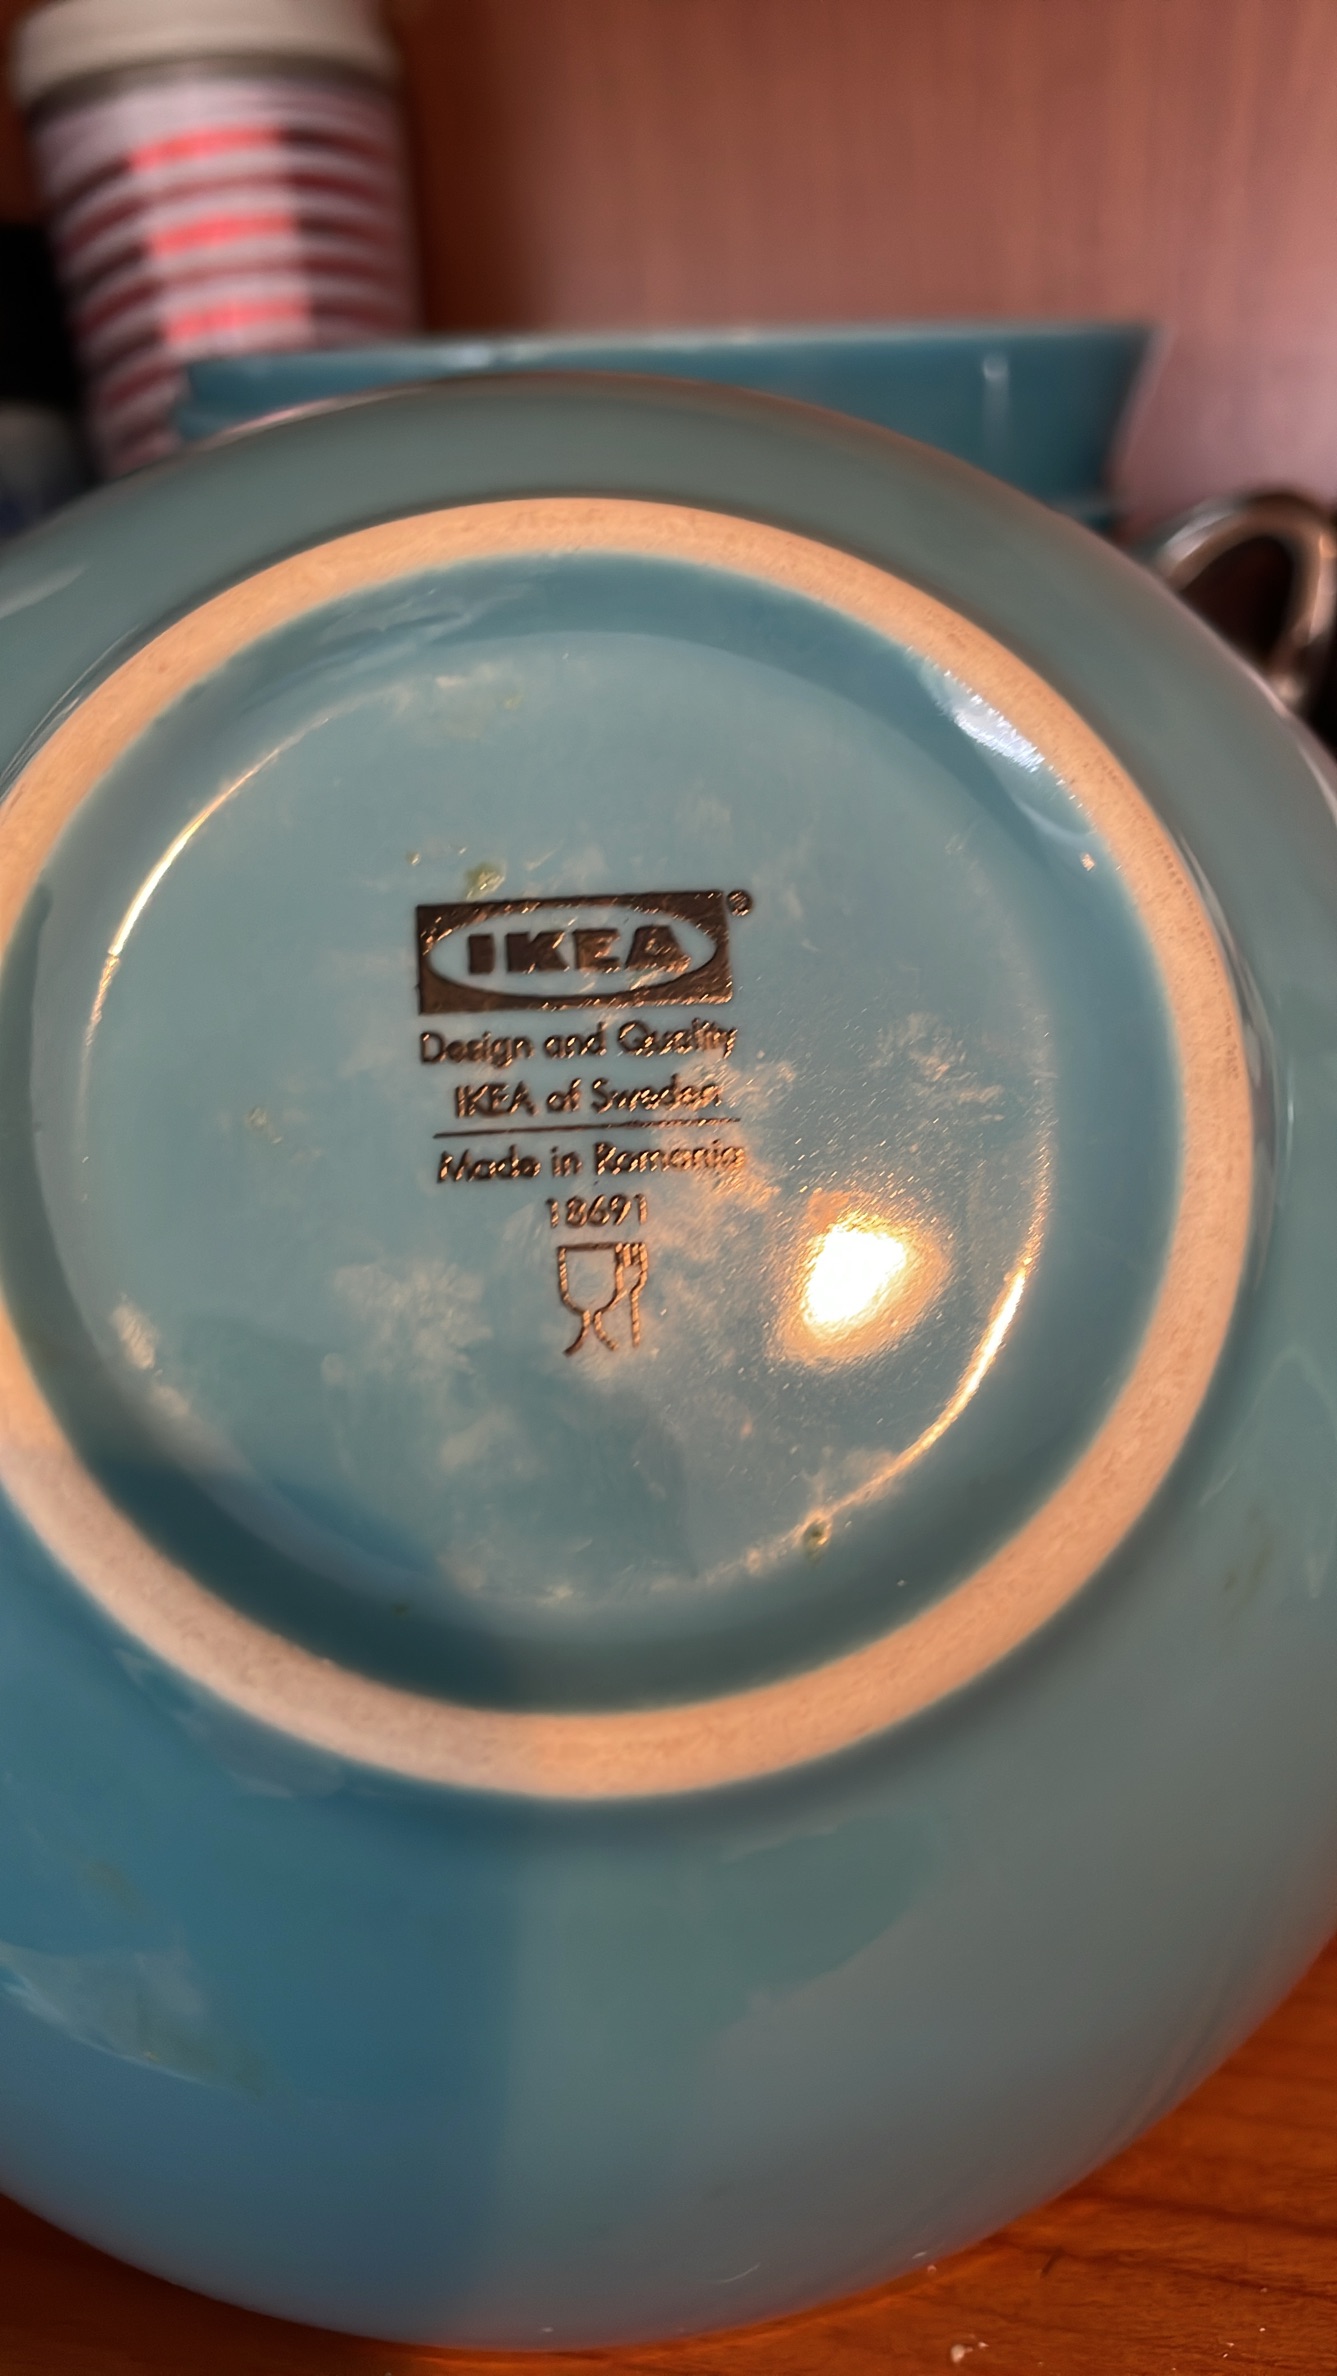 IKEA®
Design and Quality
IKEA of Sweden
Made in Romania
18691